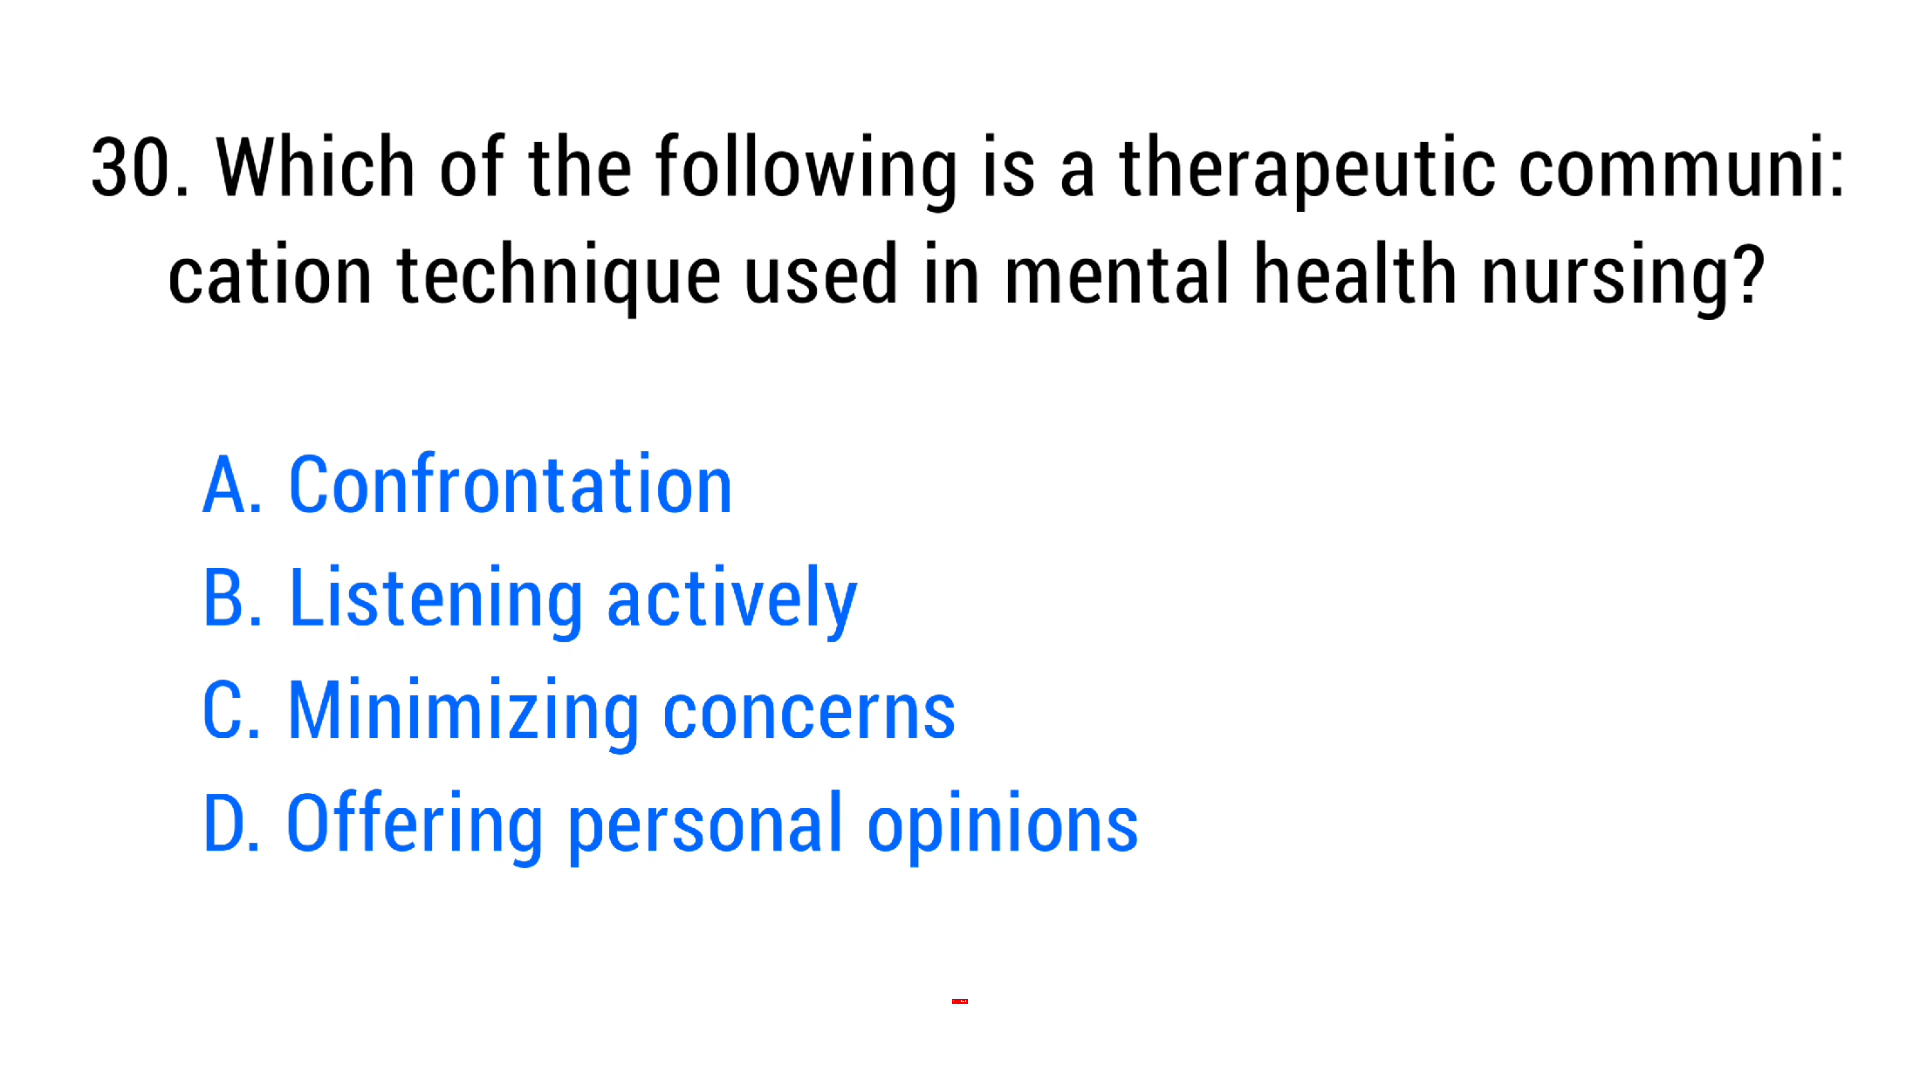 30. Which of the following is a therapeutic communi:
cation technique used in mental health nursing?
A. Confrontation
B. Listening actively
C. Minimizing concerns
D. Offering personal opinions